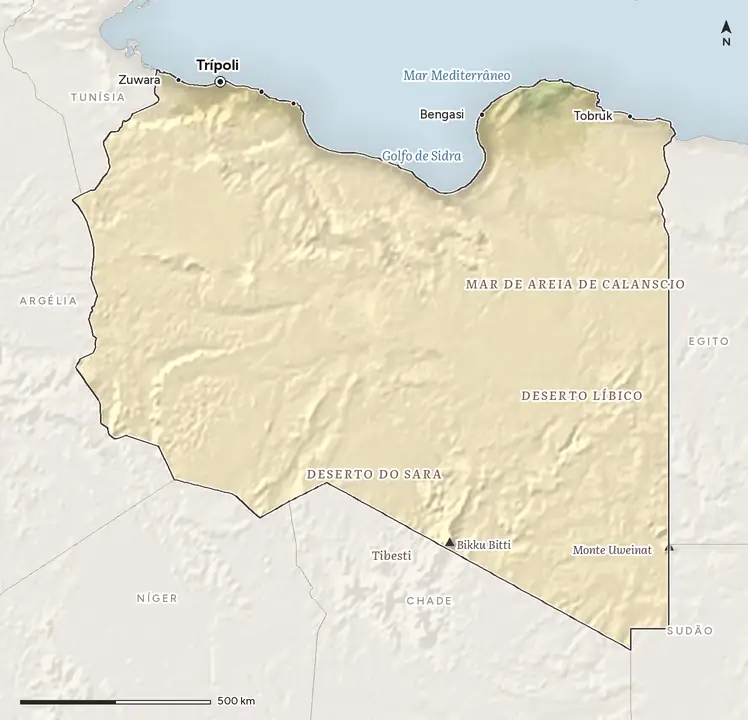 N
Trípoli
Mar Mediterrâneo
Zuwara
TUNÍSIA
Bengasi
Tobruk
Golfo de Sidra
MAR DE AREIA DE CALANSCIO
ARGÉLIA
EGITO
DESERTO LÍBICO
DESERTO DO SARA
Bikku Bitti
Monte Uweinat
Tibesti
NÍGER
CHADE
SUDÃO
500 km